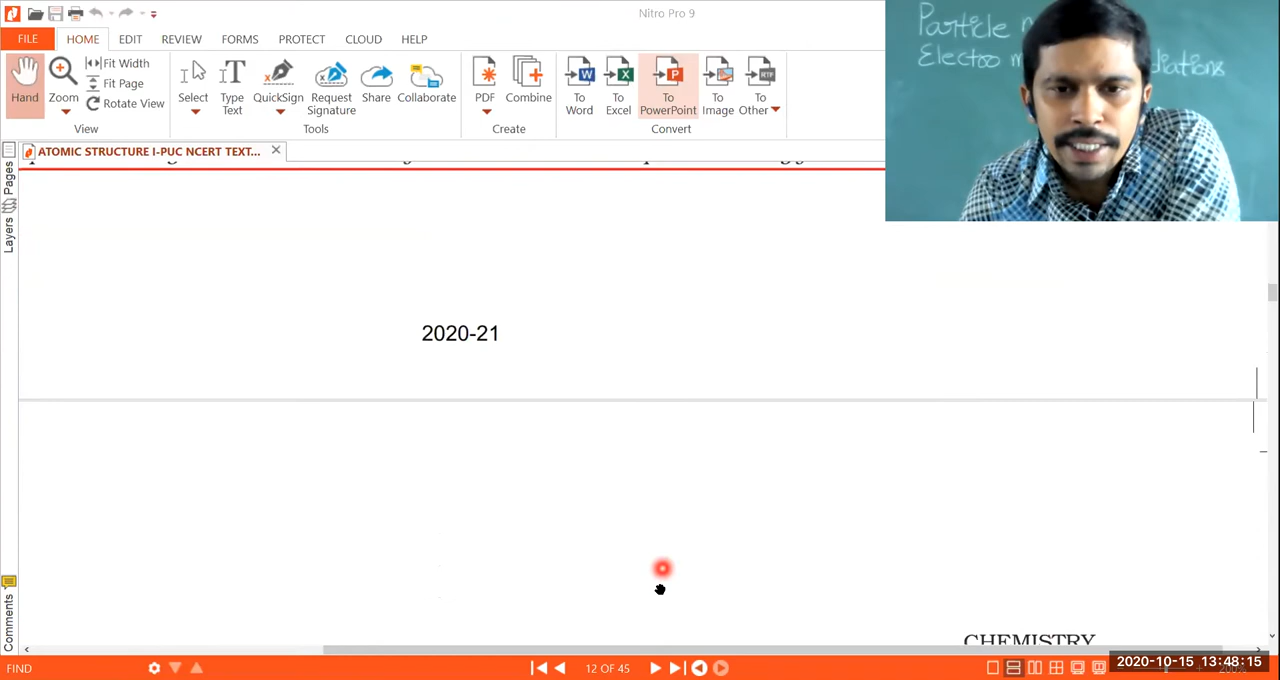 Nitro Pro 9
FILE
HOME
EDIT
REVIEW
FORMS
PROTECT
CLOUD
HELP
Hand
Zoom
Fit Width
Fit Page
Rotate View
View
Select
Type Text
QuickSign
Request Signature
Share
Collaborate
Tools
PDF
Combine
Create
To Word
To Excel
To PowerPoint
To Image
To Other
Convert
Particle
Electro
diations
ATOMIC STRUCTURE I-PUC NCERT TEXT...
Pages
Layers
Comments
2020-21
CHEMISTRY
FIND
12 OF 45
2020-10-15 13:48:15